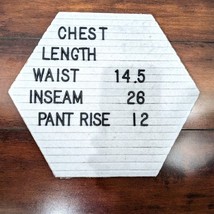 CHEST
LENGTH
WAIST 14.5
INSEAM 26
PANT RISE 12